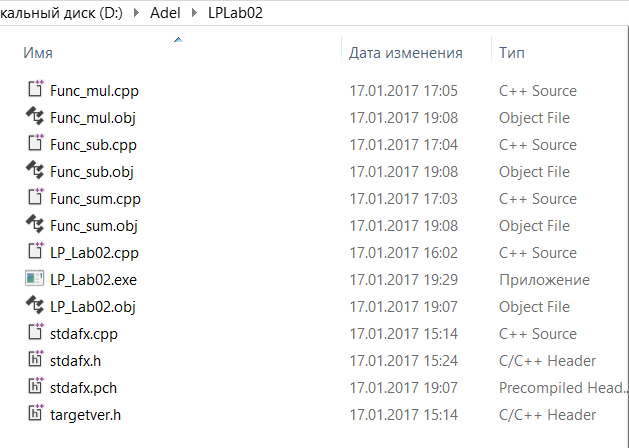 кальный диск (D:) Adel LPLab02
Имя Дата изменения Тип
Func_mul.cpp 17.01.2017 17:05 C++ Source
Func_mul.obj 17.01.2017 19:08 Object File
Func_sub.cpp 17.01.2017 17:04 C++ Source
Func_sub.obj 17.01.2017 19:08 Object File
Func_sum.cpp 17.01.2017 17:03 C++ Source
Func_sum.obj 17.01.2017 19:08 Object File
LP_Lab02.cpp 17.01.2017 16:02 C++ Source
LP_Lab02.exe 17.01.2017 19:29 Приложение
LP_Lab02.obj 17.01.2017 19:07 Object File
stdafx.cpp 17.01.2017 15:14 C++ Source
stdafx.h 17.01.2017 15:24 C/C++ Header
stdafx.pch 17.01.2017 19:07 Precompiled Head...
targetver.h 17.01.2017 15:14 C/C++ Header